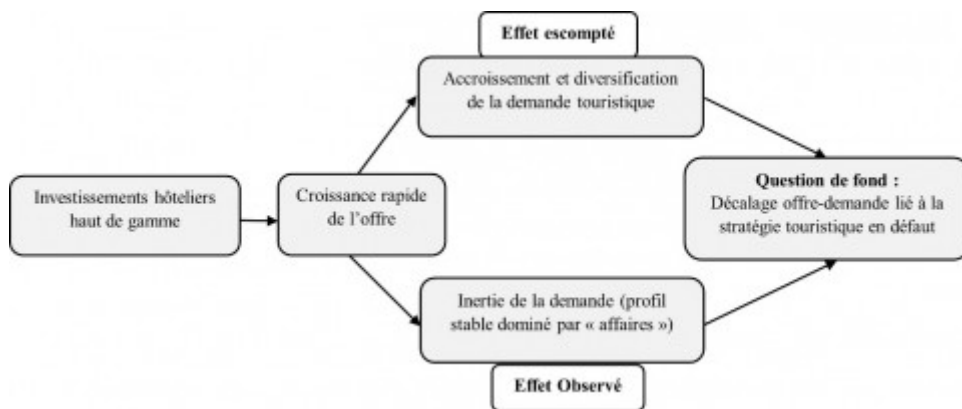 Effet escompté
Accroissement et diversification
de la demande touristique
Investissements hôteliers
haut de gamme
Croissance rapide
de l’offre
Question de fond :
Décalage offre-demande lié à la
stratégie touristique en défaut
Inertie de la demande (profil
stable dominé par « affaires »)
Effet Observé